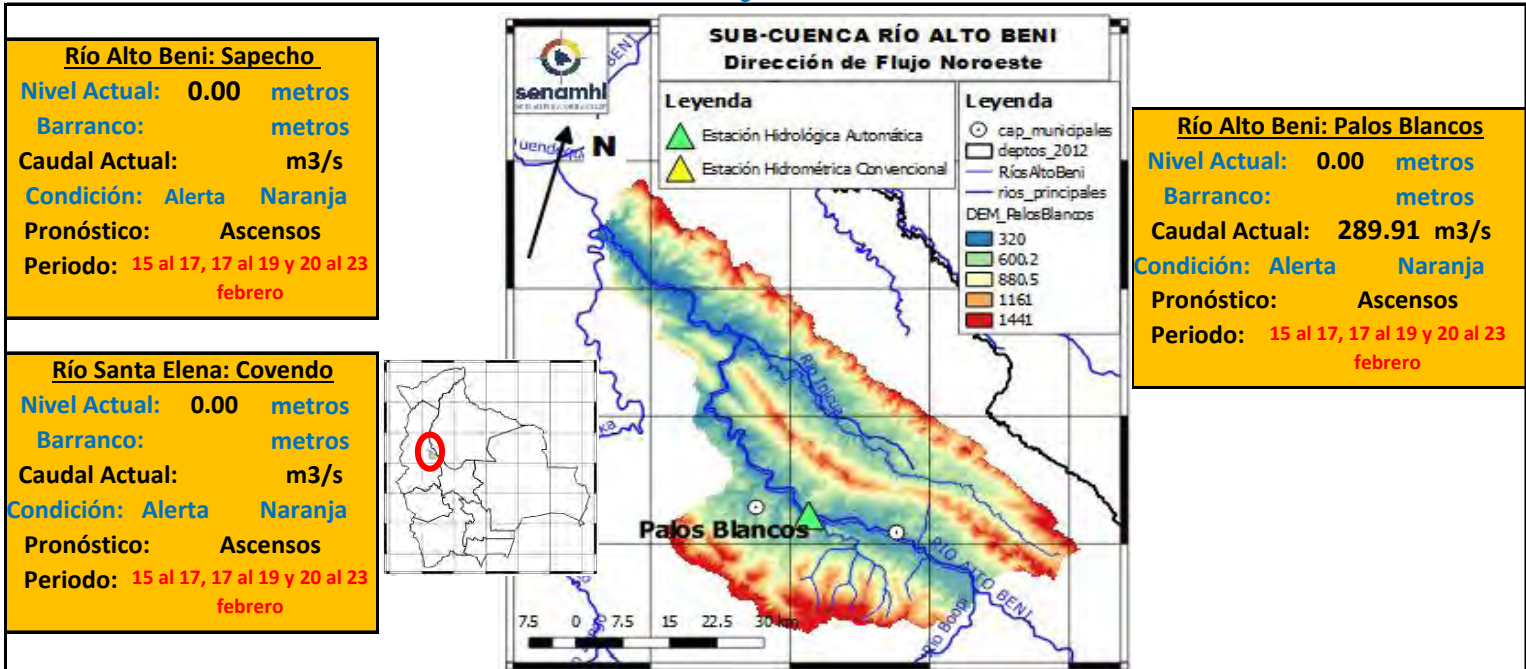 Río Alto Beni: Sapecho
Nivel Actual: 0.00 metros
Barranco: metros
Caudal Actual: m3/s
Condición: Alerta Naranja
Pronóstico: Ascensos
Periodo: 15 al 17, 17 al 19 y 20 al 23
febrero
Río Santa Elena: Covendo
Nivel Actual: 0.00 metros
Barranco: metros
Caudal Actual: m3/s
Condición: Alerta Naranja
Pronóstico: Ascensos
Periodo: 15 al 17, 17 al 19 y 20 al 23
febrero
SUB-CUENCA RÍO ALTO BENI
Dirección de Flujo Noroeste
senamhi
BENI
N
Leyenda
Estación Hidrológica Automática
Estación Hidrométrica Convencional
Leyenda
cap_municipales
deptos_2012
RíosAltoBeni
rios_principales
DEM_PalosBlancos
320
600.2
880.5
1161
1441
Río Inicua
Palos Blancos
RÍO ALTO BENI
Río Boopi
7.5 0 7.5 15 22.5 30 km
Río Alto Beni: Palos Blancos
Nivel Actual: 0.00 metros
Barranco: metros
Caudal Actual: 289.91 m3/s
Condición: Alerta Naranja
Pronóstico: Ascensos
Periodo: 15 al 17, 17 al 19 y 20 al 23
febrero